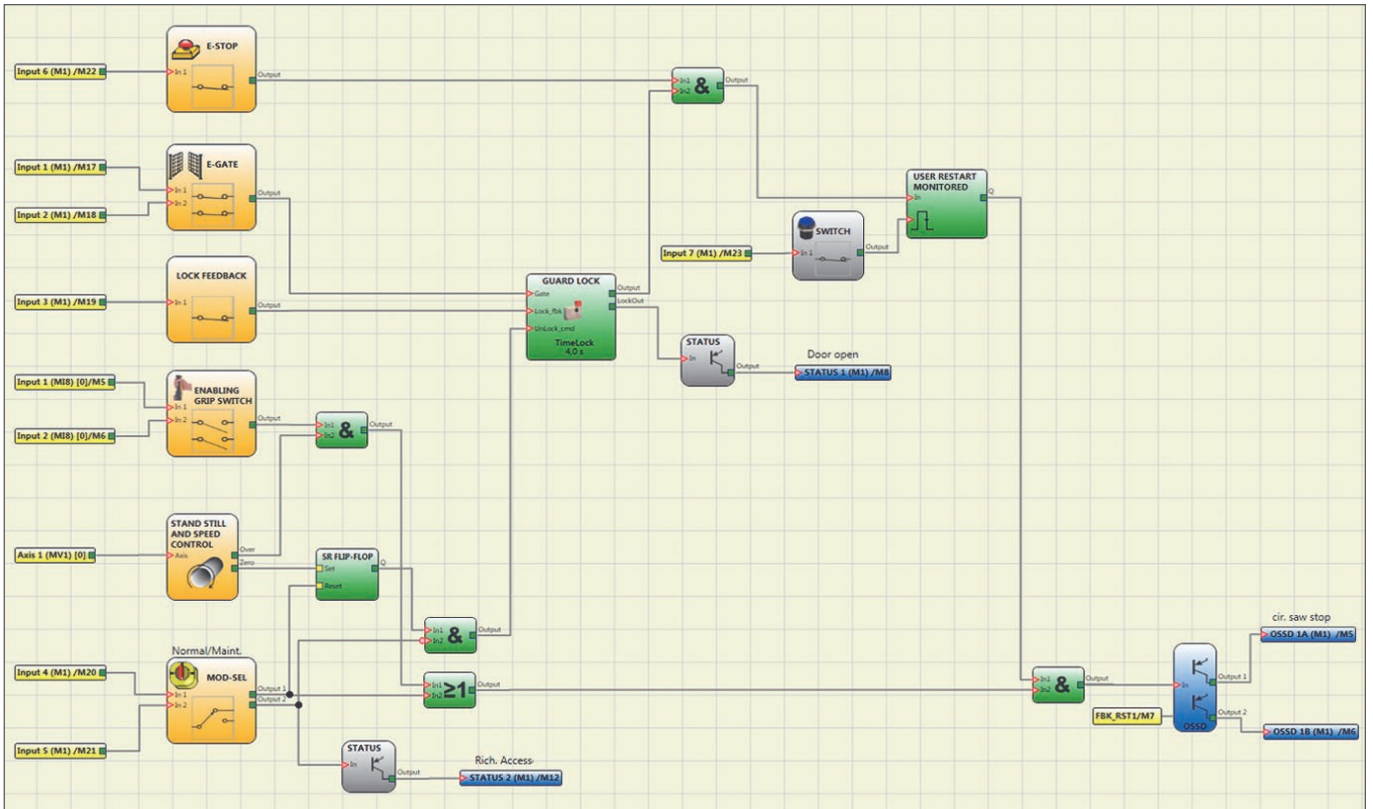 E-STOP
Input 6 (M1) /M22
In 1
Output
In1
In2
&
Output
E-GATE
Input 1 (M1) /M17
In 1
In 2
Output
Input 2 (M1) /M18
USER RESTART
MONITORED
In
Q
SWITCH
Input 7 (M1) /M23
In 1
Output
LOCK FEEDBACK
Input 3 (M1) /M19
In 1
Output
GUARD LOCK
Gate
Lock_fbk
UnLock_cmd
Output
LockOut
TimeLock
4,0 s
STATUS
In
Output
Door open
STATUS 1 (M1) /M8
ENABLING
GRIP SWITCH
Input 1 (MI8) [0]/M5
In 1
In 2
Output
Input 2 (MI8) [0]/M6
In1
In2
&
Output
STAND STILL
AND SPEED
CONTROL
Axis 1 (MV1) [0]
Axis
Over
Zero
SR FLIP-FLOP
Set
Reset
Q
In1
In2
&
Output
Normal/Maint.
MOD-SEL
Input 4 (M1) /M20
In 1
In 2
Output 1
Output 2
Input 5 (M1) /M21
In1
In2
≥1
Output
STATUS
In
Output
Rich. Access
STATUS 2 (M1) /M12
In1
In2
&
Output
FBK_RST1/M7
In
OSSD
Output 1
Output 2
cir. saw stop
OSSD 1A (M1) /M5
OSSD 1B (M1) /M6